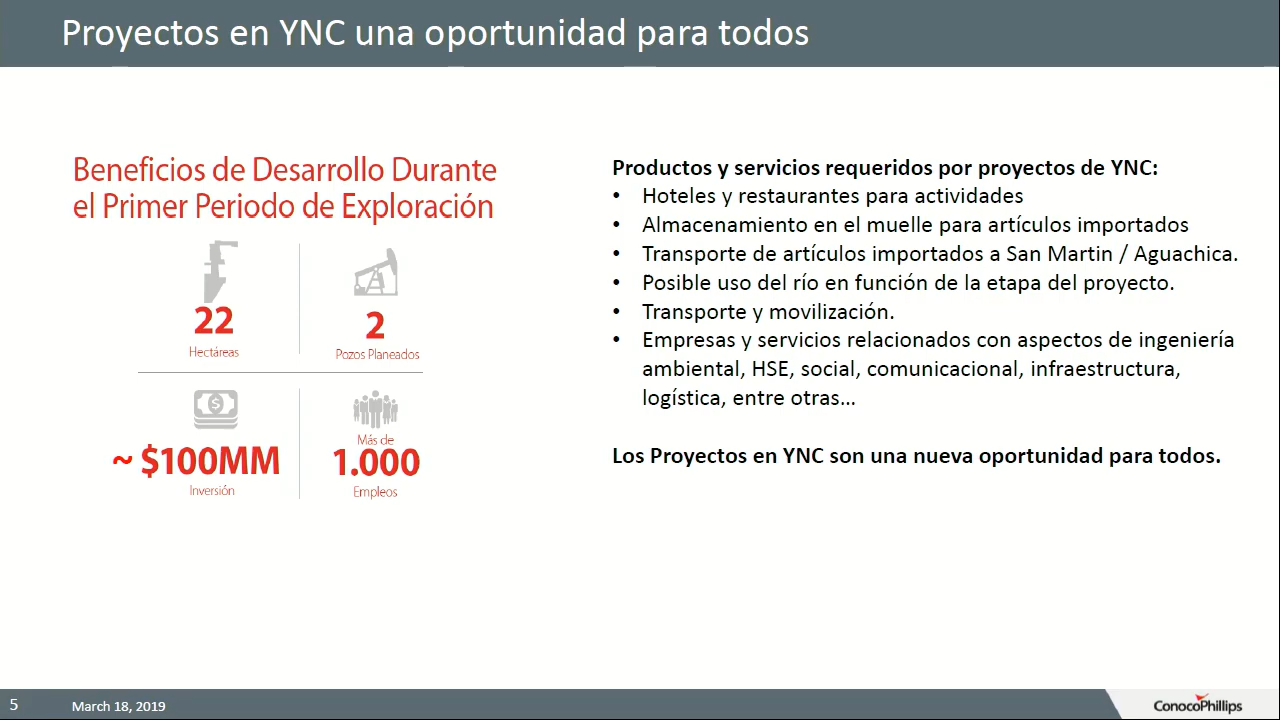 Proyectos en YNC una oportunidad para todos
Beneficios de Desarrollo Durante
el Primer Periodo de Exploración
22
Hectáreas
2
Pozos Planeados
~ $100MM
Inversión
Más de
1.000
Empleos
Productos y servicios requeridos por proyectos de YNC:
• Hoteles y restaurantes para actividades
• Almacenamiento en el muelle para artículos importados
• Transporte de artículos importados a San Martin / Aguachica.
• Posible uso del río en función de la etapa del proyecto.
• Transporte y movilización.
• Empresas y servicios relacionados con aspectos de ingeniería
ambiental, HSE, social, comunicacional, infraestructura,
logística, entre otras…
Los Proyectos en YNC son una nueva oportunidad para todos.
5
March 18, 2019
ConocoPhillips